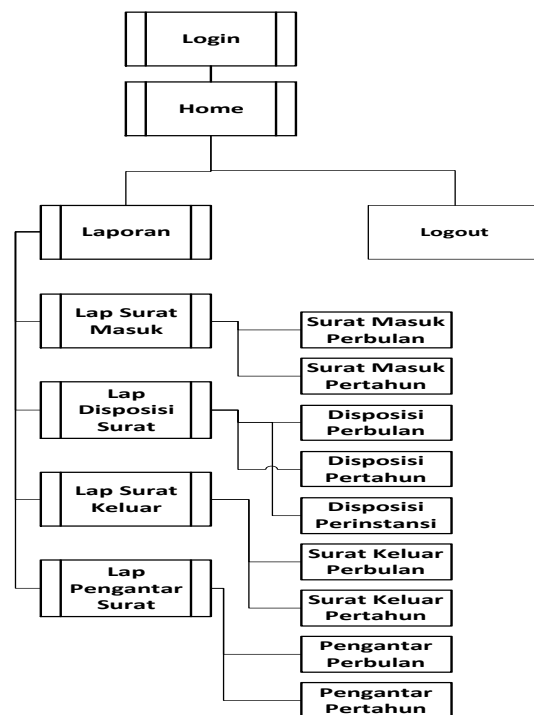 Login
Home
Laporan
Logout
Lap Surat
Masuk
Surat Masuk
Perbulan
Surat Masuk
Pertahun
Lap
Disposisi
Surat
Disposisi
Perbulan
Disposisi
Pertahun
Disposisi
Perinstansi
Lap Surat
Keluar
Surat Keluar
Perbulan
Surat Keluar
Pertahun
Lap
Pengantar
Surat
Pengantar
Perbulan
Pengantar
Pertahun